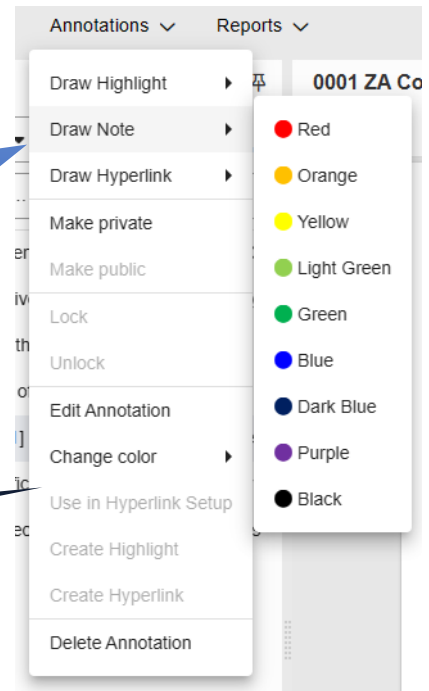 Annotations Reports
0001 ZA Co
Draw Highlight
Draw Note
Draw Hyperlink
Make private
Make public
Lock
Unlock
Edit Annotation
Change color
Use in Hyperlink Setup
Create Highlight
Create Hyperlink
Delete Annotation
Red
Orange
Yellow
Light Green
Green
Blue
Dark Blue
Purple
Black